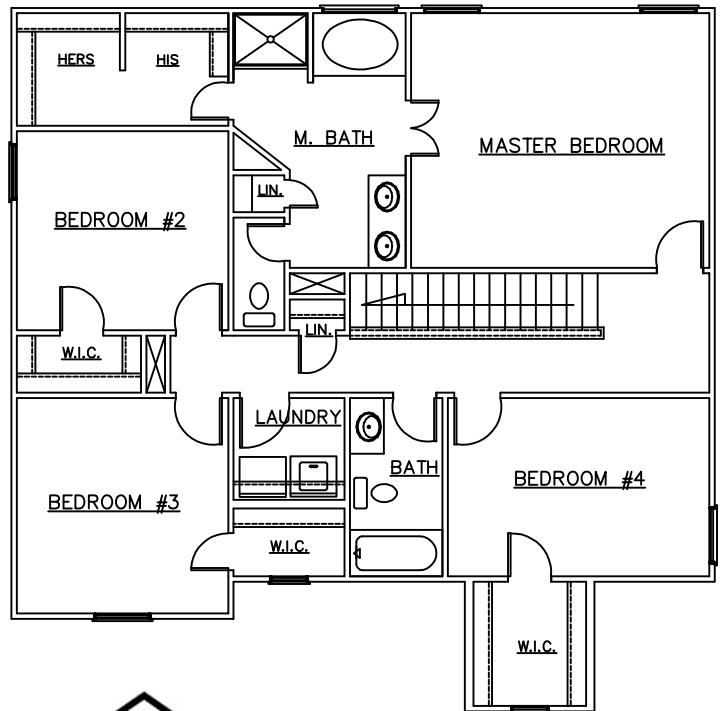 HERS
HIS
M. BATH
MASTER BEDROOM
LIN.
BEDROOM #2
LIN.
W.I.C.
LAUNDRY
BATH
BEDROOM #4
BEDROOM #3
W.I.C.
W.I.C.